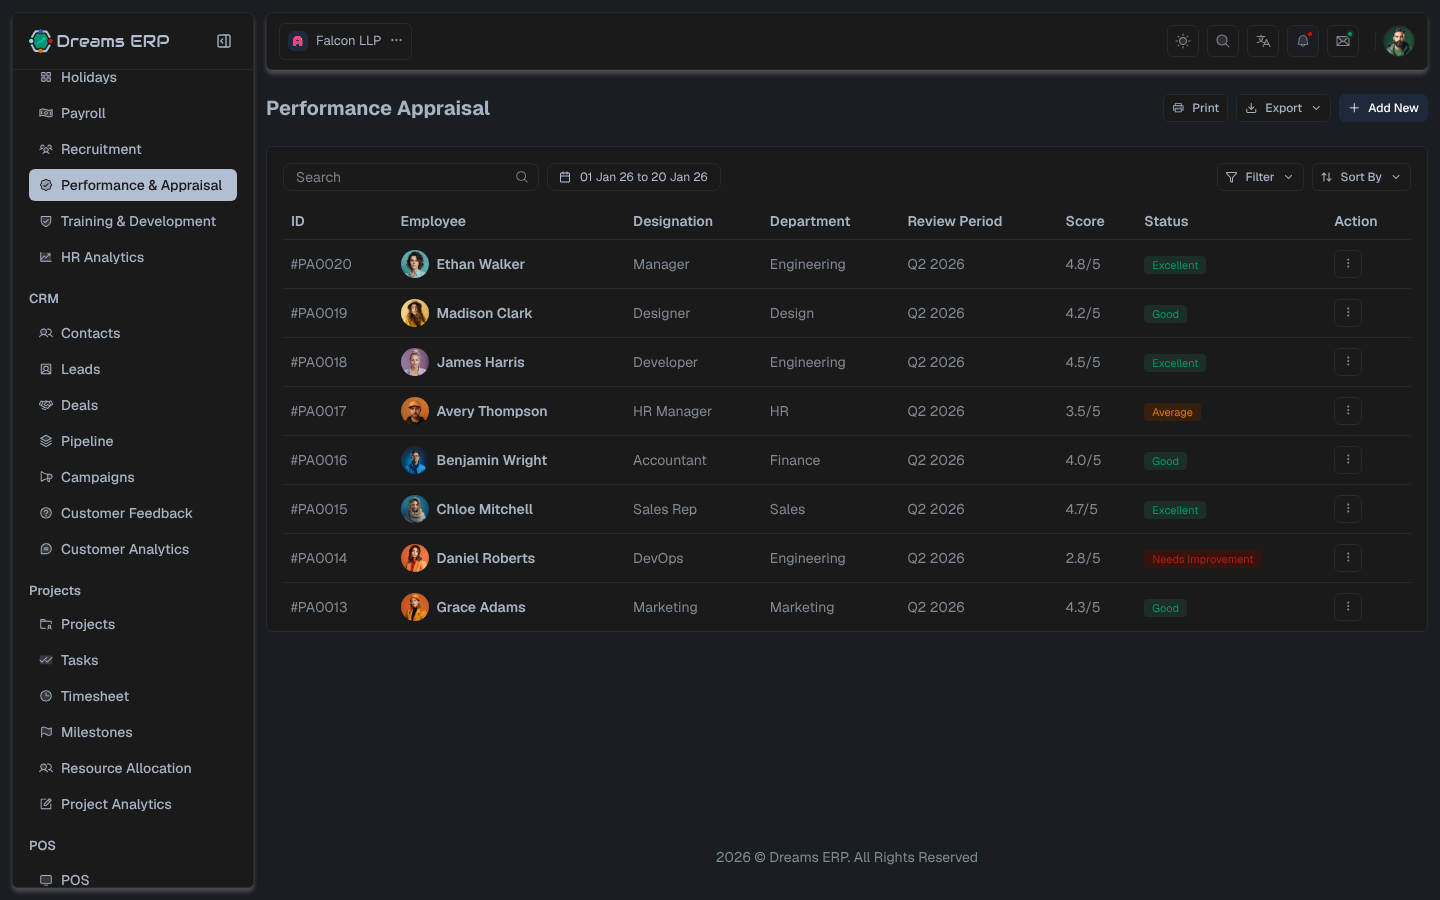 Dreams ERP
Falcon LLP
Holidays
Payroll
Recruitment
Performance & Appraisal
Training & Development
HR Analytics
CRM
Contacts
Leads
Deals
Pipeline
Campaigns
Customer Feedback
Customer Analytics
Projects
Projects
Tasks
Timesheet
Milestones
Resource Allocation
Project Analytics
POS
POS
Performance Appraisal
Print
Export
Add New
Search
01 Jan 26 to 20 Jan 26
Filter
Sort By
ID Employee Designation Department Review Period Score Status Action
#PA0020 Ethan Walker Manager Engineering Q2 2026 4.8/5 Excellent
#PA0019 Madison Clark Designer Design Q2 2026 4.2/5 Good
#PA0018 James Harris Developer Engineering Q2 2026 4.5/5 Excellent
#PA0017 Avery Thompson HR Manager HR Q2 2026 3.5/5 Average
#PA0016 Benjamin Wright Accountant Finance Q2 2026 4.0/5 Good
#PA0015 Chloe Mitchell Sales Rep Sales Q2 2026 4.7/5 Excellent
#PA0014 Daniel Roberts DevOps Engineering Q2 2026 2.8/5 Needs Improvement
#PA0013 Grace Adams Marketing Marketing Q2 2026 4.3/5 Good
2026 © Dreams ERP. All Rights Reserved